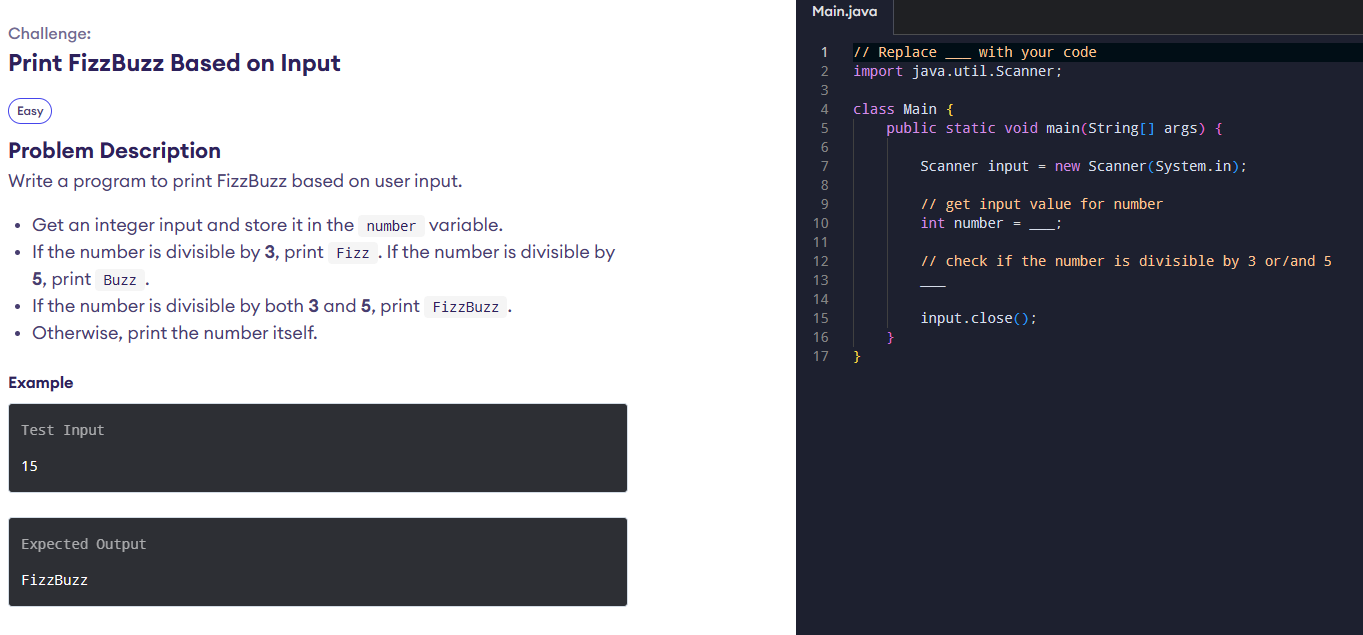 Challenge:
Print FizzBuzz Based on Input
Easy
Problem Description
Write a program to print FizzBuzz based on user input.
• Get an integer input and store it in the number variable.
• If the number is divisible by 3, print Fizz . If the number is divisible by
5, print Buzz .
• If the number is divisible by both 3 and 5, print FizzBuzz .
• Otherwise, print the number itself.
Example
Test Input
15
Expected Output
FizzBuzz
Main.java
1 // Replace ___ with your code
2 import java.util.Scanner;
3
4 class Main {
5     public static void main(String[] args) {
6
7         Scanner input = new Scanner(System.in);
8
9         // get input value for number
10         int number = ___;
11
12         // check if the number is divisible by 3 or/and 5
13         ___
14
15         input.close();
16     }
17 }